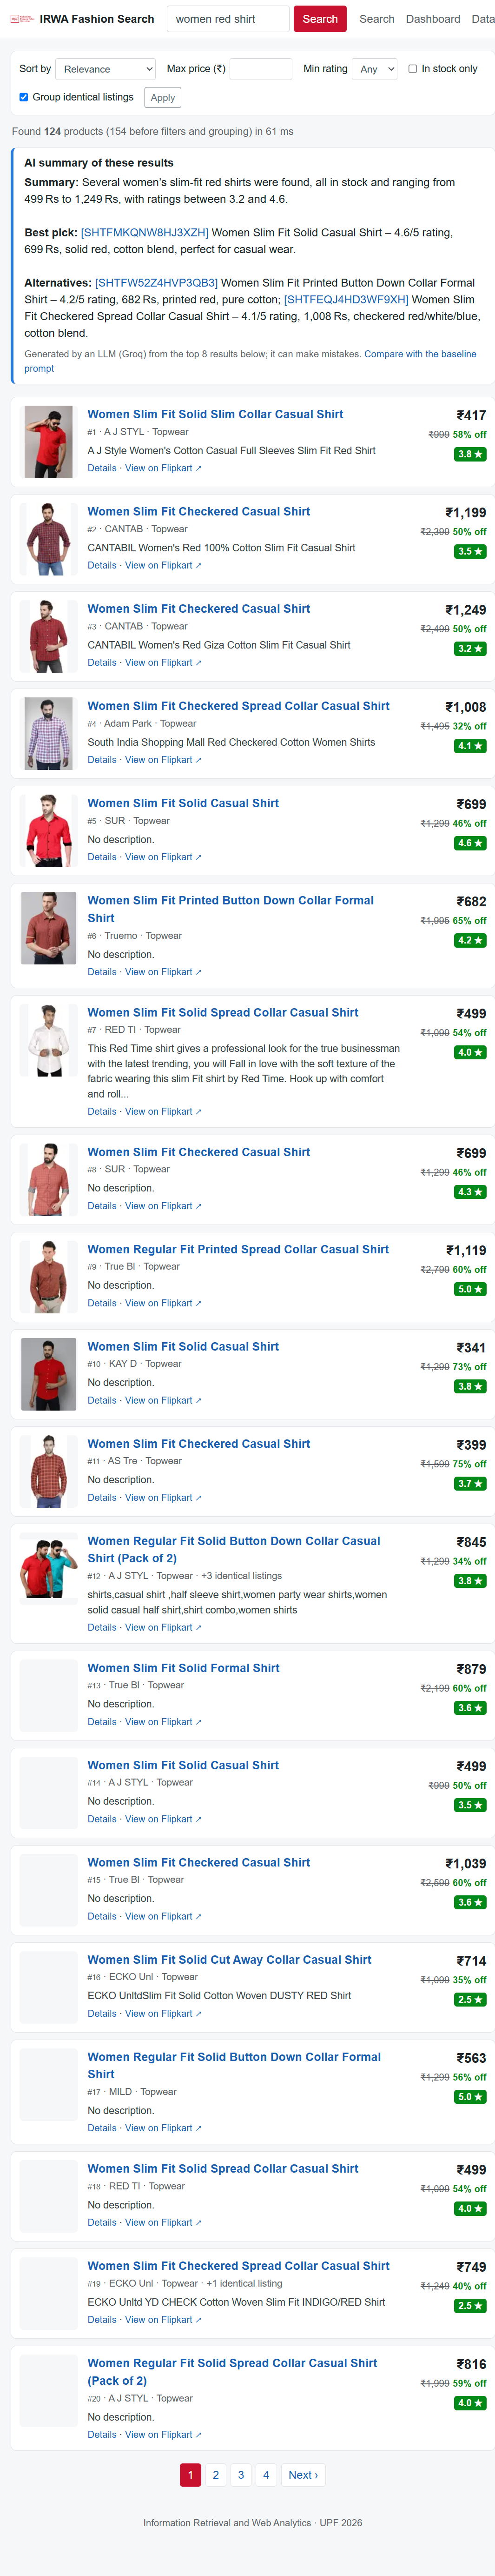 IRWA Fashion Search women red shirt Search Search Dashboard Data
Sort by Relevance Max price (₹) Min rating Any In stock only
Group identical listings Apply
Found 124 products (154 before filters and grouping) in 61 ms
AI summary of these results
Summary: Several women's slim-fit red shirts were found, all in stock and ranging from
499 Rs to 1,249 Rs, with ratings between 3.2 and 4.6.
Best pick: [SHTFMKQNW8HJ3XZH] Women Slim Fit Solid Casual Shirt – 4.6/5 rating,
699 Rs, solid red, cotton blend, perfect for casual wear.
Alternatives: [SHTFW52Z4HVP3QB3] Women Slim Fit Printed Button Down Collar Formal
Shirt – 4.2/5 rating, 682 Rs, printed red, pure cotton; [SHTFEQJ4HD3WF9XH] Women Slim
Fit Checkered Spread Collar Casual Shirt – 4.1/5 rating, 1,008 Rs, checkered red/white/blue,
cotton blend.
Generated by an LLM (Groq) from the top 8 results below; it can make mistakes. Compare with the baseline
prompt
Women Slim Fit Solid Slim Collar Casual Shirt ₹417
#1 · A J STYL · Topwear ₹999 58% off
A J Style Women's Cotton Casual Full Sleeves Slim Fit Red Shirt 3.8 ★
Details · View on Flipkart ↗
Women Slim Fit Checkered Casual Shirt ₹1,199
#2 · CANTAB · Topwear ₹2,399 50% off
CANTABIL Women's Red 100% Cotton Slim Fit Casual Shirt 3.5 ★
Details · View on Flipkart ↗
Women Slim Fit Checkered Casual Shirt ₹1,249
#3 · CANTAB · Topwear ₹2,499 50% off
CANTABIL Women's Red Giza Cotton Slim Fit Casual Shirt 3.2 ★
Details · View on Flipkart ↗
Women Slim Fit Checkered Spread Collar Casual Shirt ₹1,008
#4 · Adam Park · Topwear ₹1,495 32% off
South India Shopping Mall Red Checkered Cotton Women Shirts 4.1 ★
Details · View on Flipkart ↗
Women Slim Fit Solid Casual Shirt ₹699
#5 · SUR · Topwear ₹1,299 46% off
No description. 4.6 ★
Details · View on Flipkart ↗
Women Slim Fit Printed Button Down Collar Formal ₹682
Shirt ₹1,995 65% off
#6 · Truemo · Topwear 4.2 ★
No description.
Details · View on Flipkart ↗
Women Slim Fit Solid Spread Collar Casual Shirt ₹499
#7 · RED TI · Topwear ₹1,099 54% off
This Red Time shirt gives a professional look for the true businessman 4.0 ★
with the latest trending, you will Fall in love with the soft texture of the
fabric wearing this slim Fit shirt by Red Time. Hook up with comfort
and roll...
Details · View on Flipkart ↗
Women Slim Fit Checkered Casual Shirt ₹699
#8 · SUR · Topwear ₹1,299 46% off
No description. 4.3 ★
Details · View on Flipkart ↗
Women Regular Fit Printed Spread Collar Casual Shirt ₹1,119
#9 · True Bl · Topwear ₹2,799 60% off
No description. 5.0 ★
Details · View on Flipkart ↗
Women Slim Fit Solid Casual Shirt ₹341
#10 · KAY D · Topwear ₹1,299 73% off
No description. 3.8 ★
Details · View on Flipkart ↗
Women Slim Fit Checkered Casual Shirt ₹399
#11 · AS Tre · Topwear ₹1,599 75% off
No description. 3.7 ★
Details · View on Flipkart ↗
Women Regular Fit Solid Button Down Collar Casual ₹845
Shirt (Pack of 2) ₹1,299 34% off
#12 · A J STYL · Topwear · +3 identical listings 3.8 ★
shirts,casual shirt ,half sleeve shirt,women party wear shirts,women
solid casual half shirt,shirt combo,women shirts
Details · View on Flipkart ↗
Women Slim Fit Solid Formal Shirt ₹879
#13 · True Bl · Topwear ₹2,199 60% off
No description. 3.6 ★
Details · View on Flipkart ↗
Women Slim Fit Solid Casual Shirt ₹499
#14 · A J STYL · Topwear ₹999 50% off
No description. 3.5 ★
Details · View on Flipkart ↗
Women Slim Fit Checkered Casual Shirt ₹1,039
#15 · True Bl · Topwear ₹2,599 60% off
No description. 3.6 ★
Details · View on Flipkart ↗
Women Slim Fit Solid Cut Away Collar Casual Shirt ₹714
#16 · ECKO Unl · Topwear ₹1,099 35% off
ECKO UnltdSlim Fit Solid Cotton Woven DUSTY RED Shirt 2.5 ★
Details · View on Flipkart ↗
Women Regular Fit Solid Button Down Collar Formal ₹563
Shirt ₹1,299 56% off
#17 · MILD · Topwear 5.0 ★
No description.
Details · View on Flipkart ↗
Women Slim Fit Solid Spread Collar Casual Shirt ₹499
#18 · RED TI · Topwear ₹1,099 54% off
No description. 4.0 ★
Details · View on Flipkart ↗
Women Slim Fit Checkered Spread Collar Casual Shirt ₹749
#19 · ECKO Unl · Topwear · +1 identical listing ₹1,249 40% off
ECKO Unltd YD CHECK Cotton Woven Slim Fit INDIGO/RED Shirt 2.5 ★
Details · View on Flipkart ↗
Women Regular Fit Solid Spread Collar Casual Shirt ₹816
(Pack of 2) ₹1,999 59% off
#20 · A J STYL · Topwear 4.0 ★
No description.
Details · View on Flipkart ↗
1 2 3 4 Next ›
Information Retrieval and Web Analytics · UPF 2026